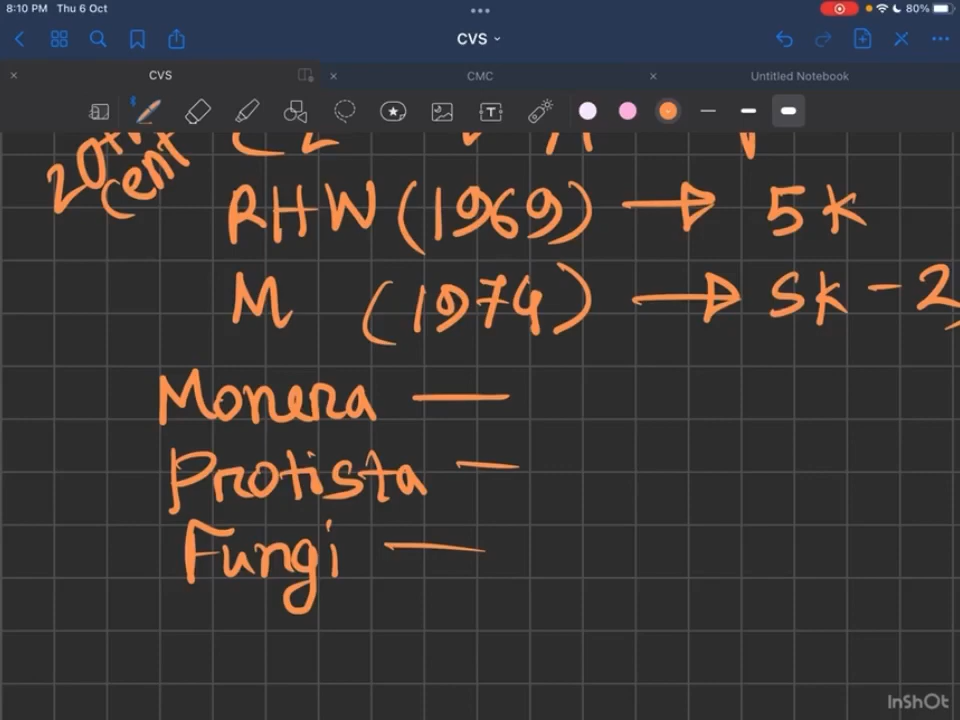 8:10 PM Thu 6 Oct
80%
CVS
CVS
CMC
Untitled Notebook
20th
cent
RHW (1969) → 5K
M (1974) → 5K - 2,
Monera —
Protista —
Fungi —
InShOt